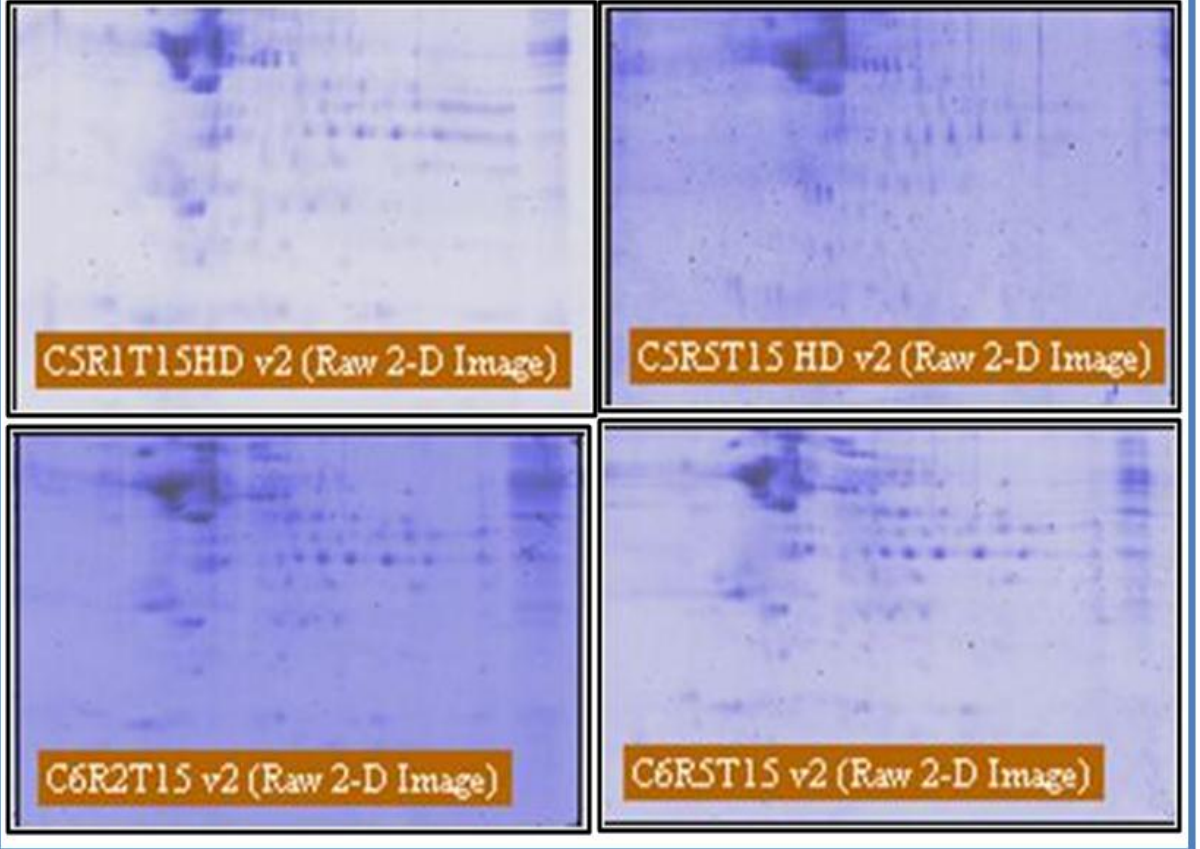 C5R1T15HD v2 (Raw 2-D Image)
C5R5T15 HD v2 (Raw 2-D Image)
C6R2T15 v2 (Raw 2-D Image)
C6R5T15 v2 (Raw 2-D Image)